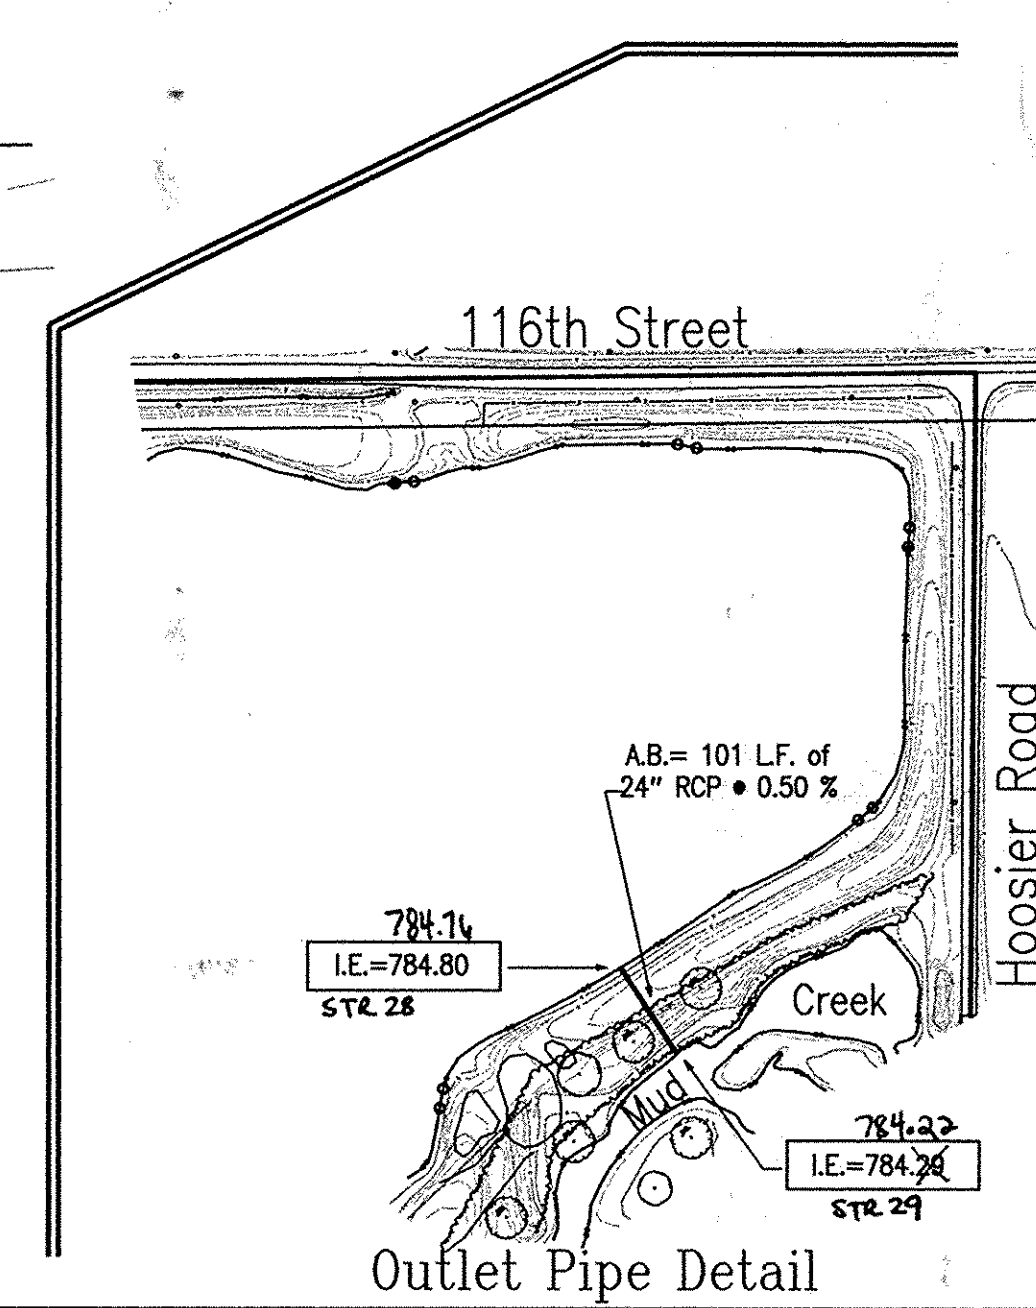 116th Street
Hoosier Road
A.B.= 101 L.F. of
24" RCP ● 0.50 %
784.76
I.E.=784.80
STR 28
Creek
Mud
784.22
I.E.=784.29
STR 29
Outlet Pipe Detail